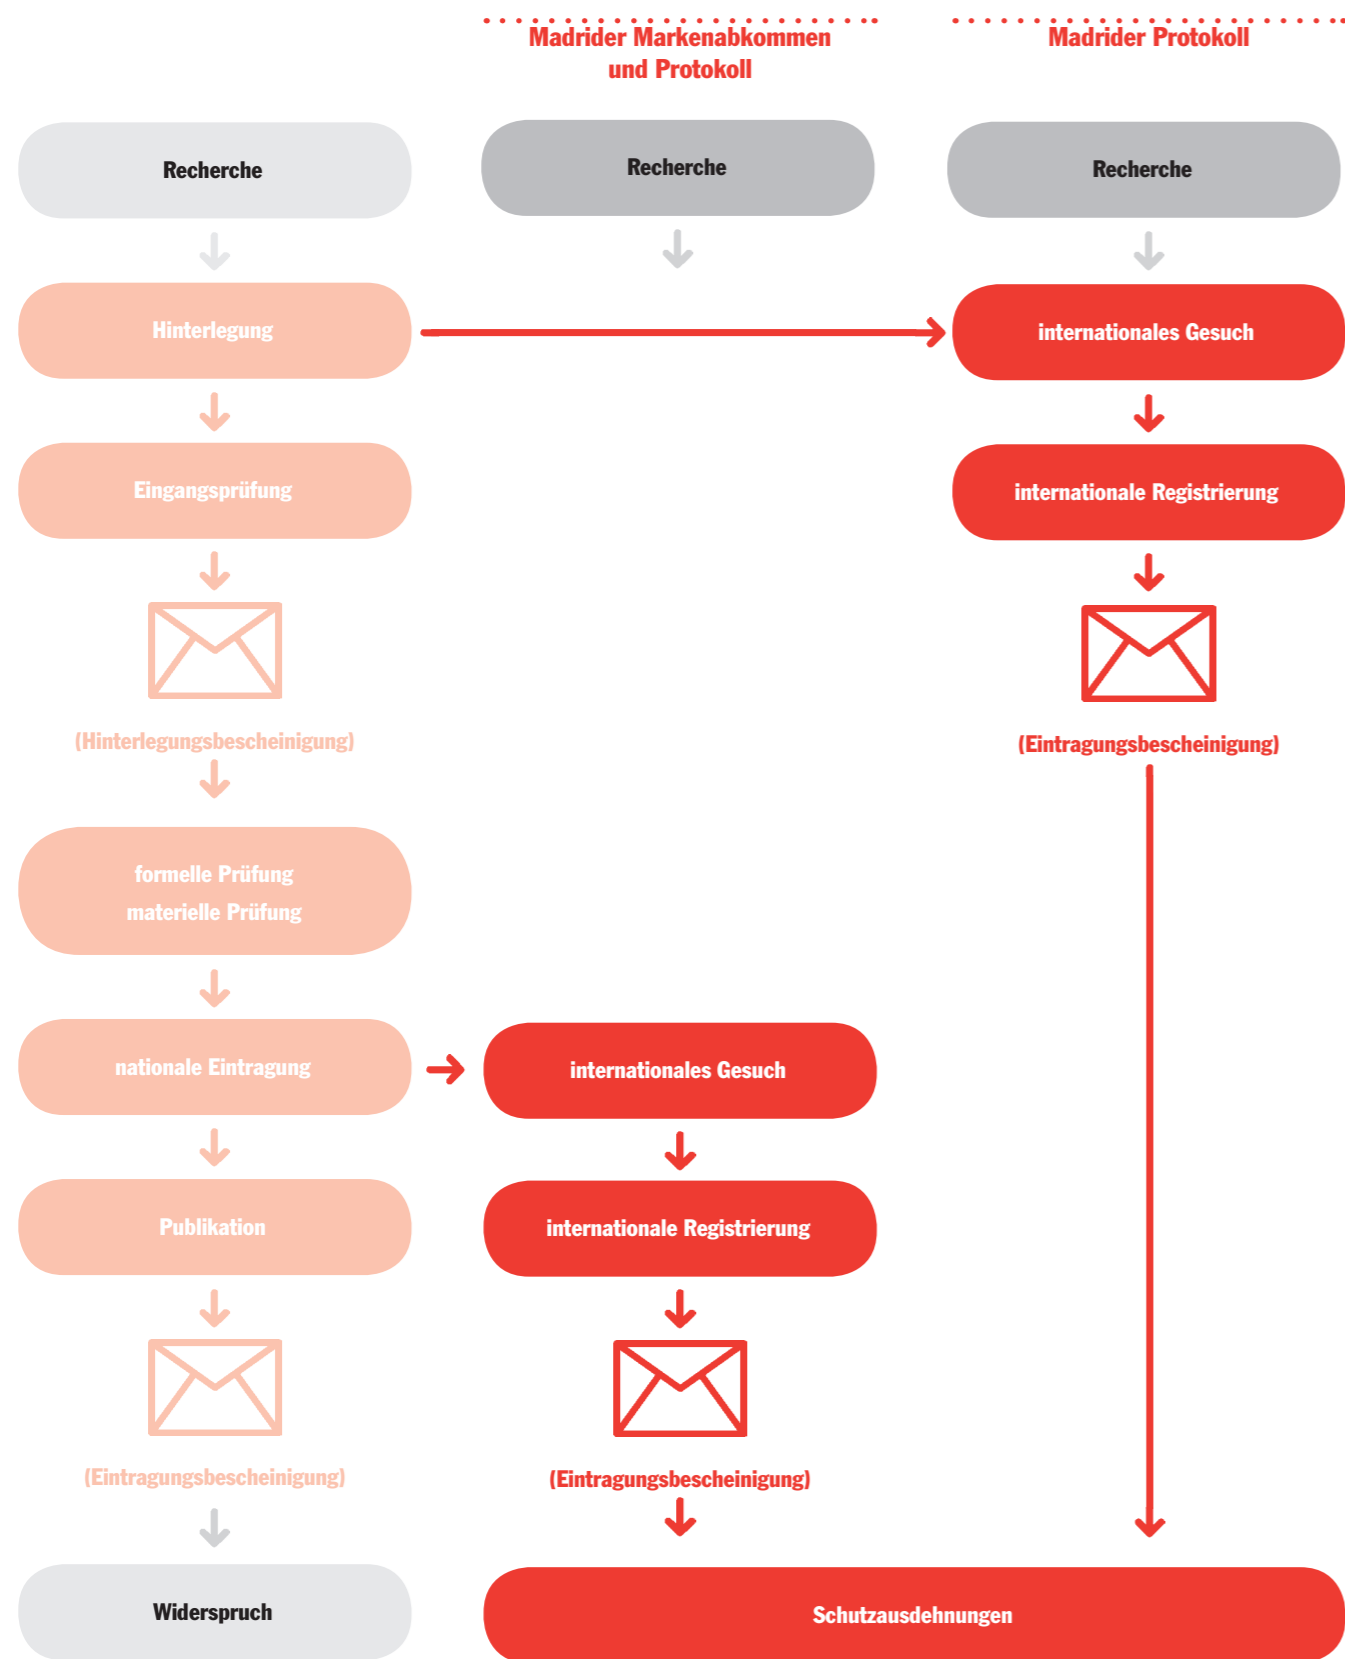 Madrider Markenabkommen
und Protokoll
Madrider Protokoll
Recherche
Recherche
Recherche
Hinterlegung
internationales Gesuch
Eingangsprüfung
internationale Registrierung
(Hinterlegungsbescheinigung)
(Eintragungsbescheinigung)
formelle Prüfung
materielle Prüfung
nationale Eintragung
internationales Gesuch
Publikation
internationale Registrierung
(Eintragungsbescheinigung)
(Eintragungsbescheinigung)
Widerspruch
Schutzausdehnungen